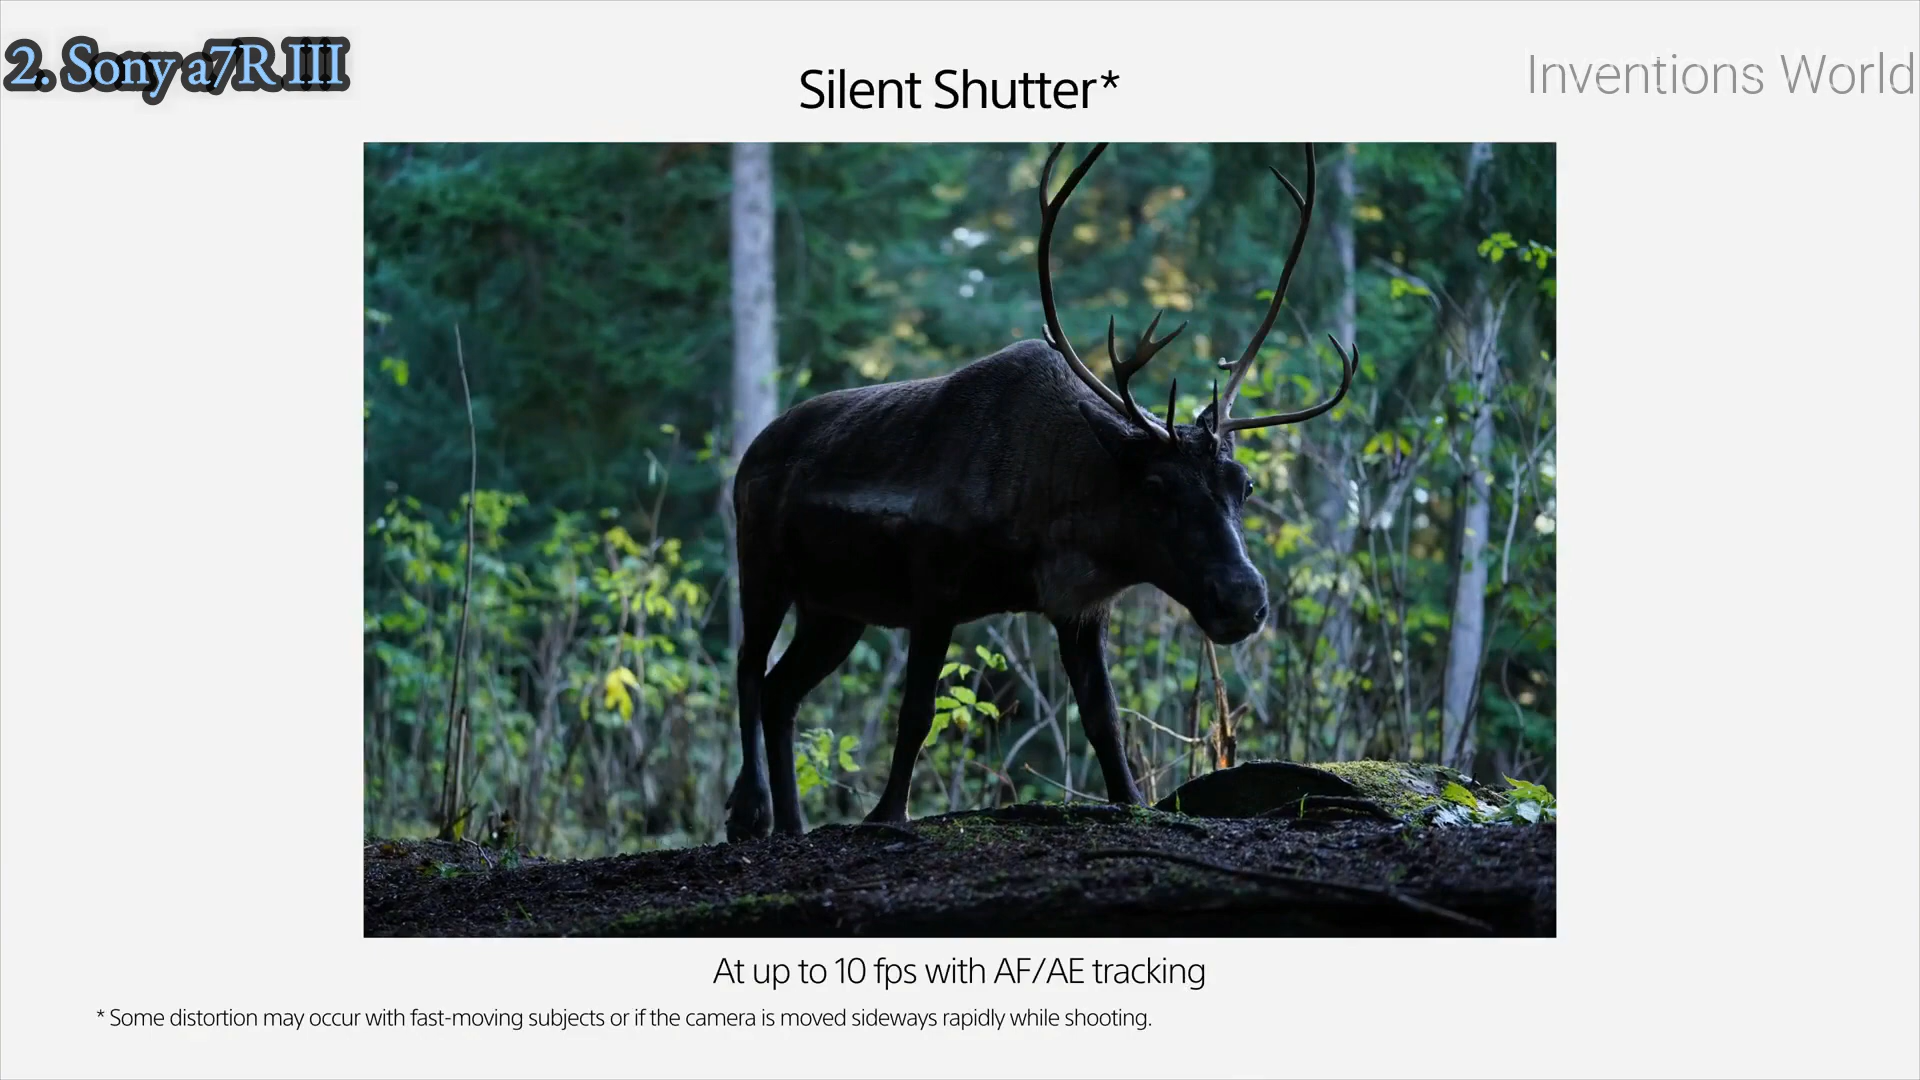 2. Sony a7R III
Inventions World
Silent Shutter*
At up to 10 fps with AF/AE tracking
* Some distortion may occur with fast-moving subjects or if the camera is moved sideways rapidly while shooting.